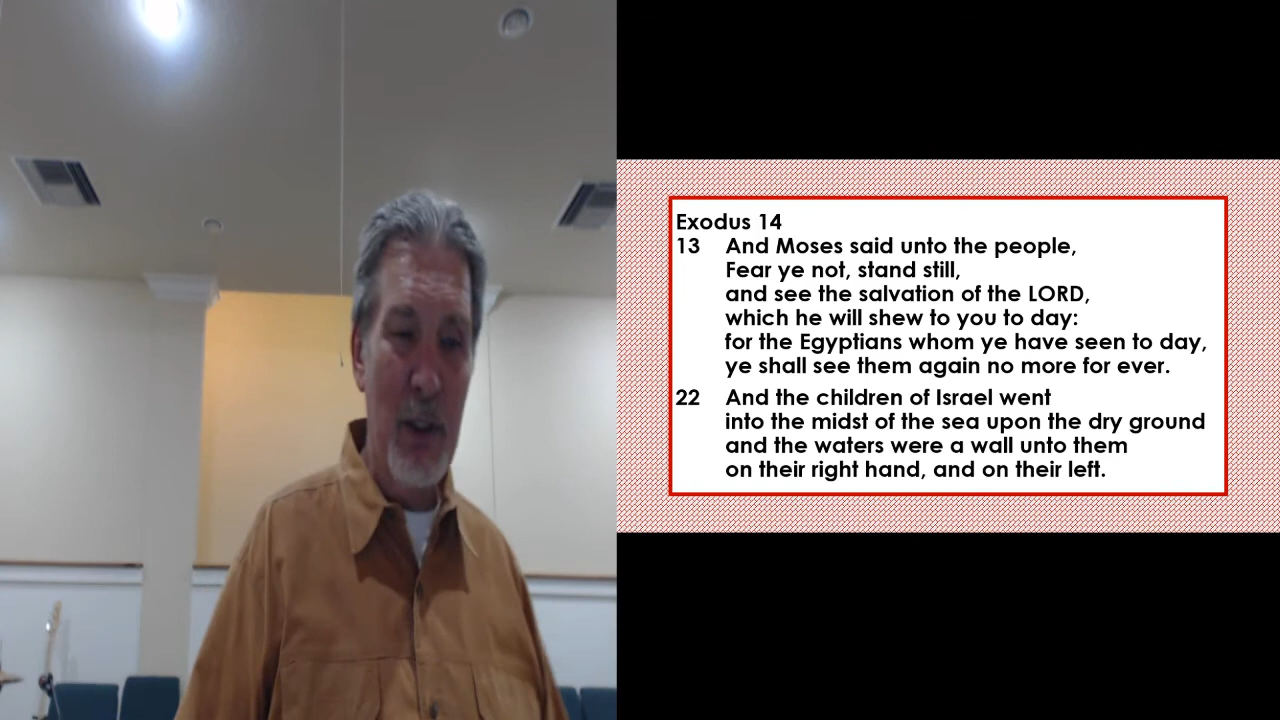 Exodus 14
13 And Moses said unto the people,
Fear ye not, stand still,
and see the salvation of the LORD,
which he will shew to you to day:
for the Egyptians whom ye have seen to day,
ye shall see them again no more for ever.
22 And the children of Israel went
into the midst of the sea upon the dry ground
and the waters were a wall unto them
on their right hand, and on their left.